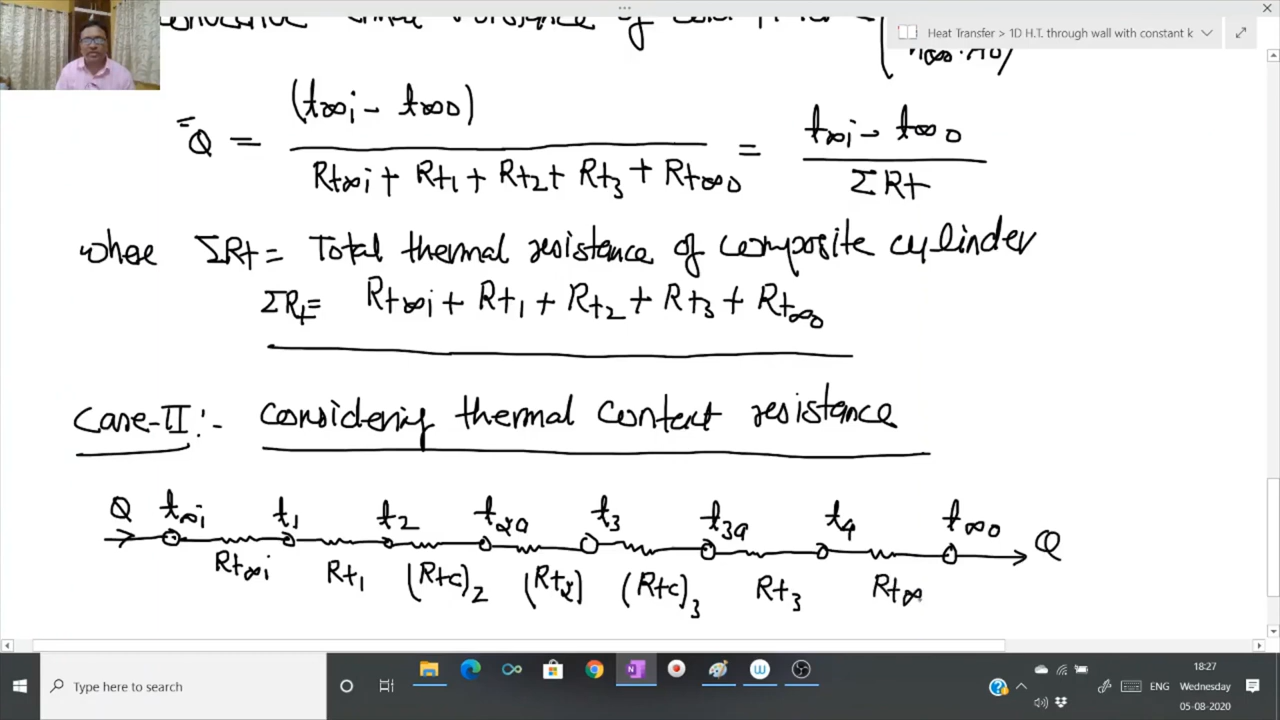 resistance of
Heat Transfer > 1D H.T. through wall with constant k
h∞o·Ao
Q = (t∞i - t∞o) / (Rt∞i + Rt1 + Rt2 + Rt3 + Rt∞o) = (t∞i - t∞o) / ΣRt
where ΣRt = Total thermal resistance of composite cylinder
ΣRt = Rt∞i + Rt1 + Rt2 + Rt3 + Rt∞o
Case-II:- Considering thermal contact resistance
Q t∞i t1 t2 t2a t3 t3a t4 t∞o Q
Rt∞i Rt1 (Rtc)2 (Rt2) (Rtc)3 Rt3 Rt∞
Type here to search
ENG
18:27
Wednesday
05-08-2020